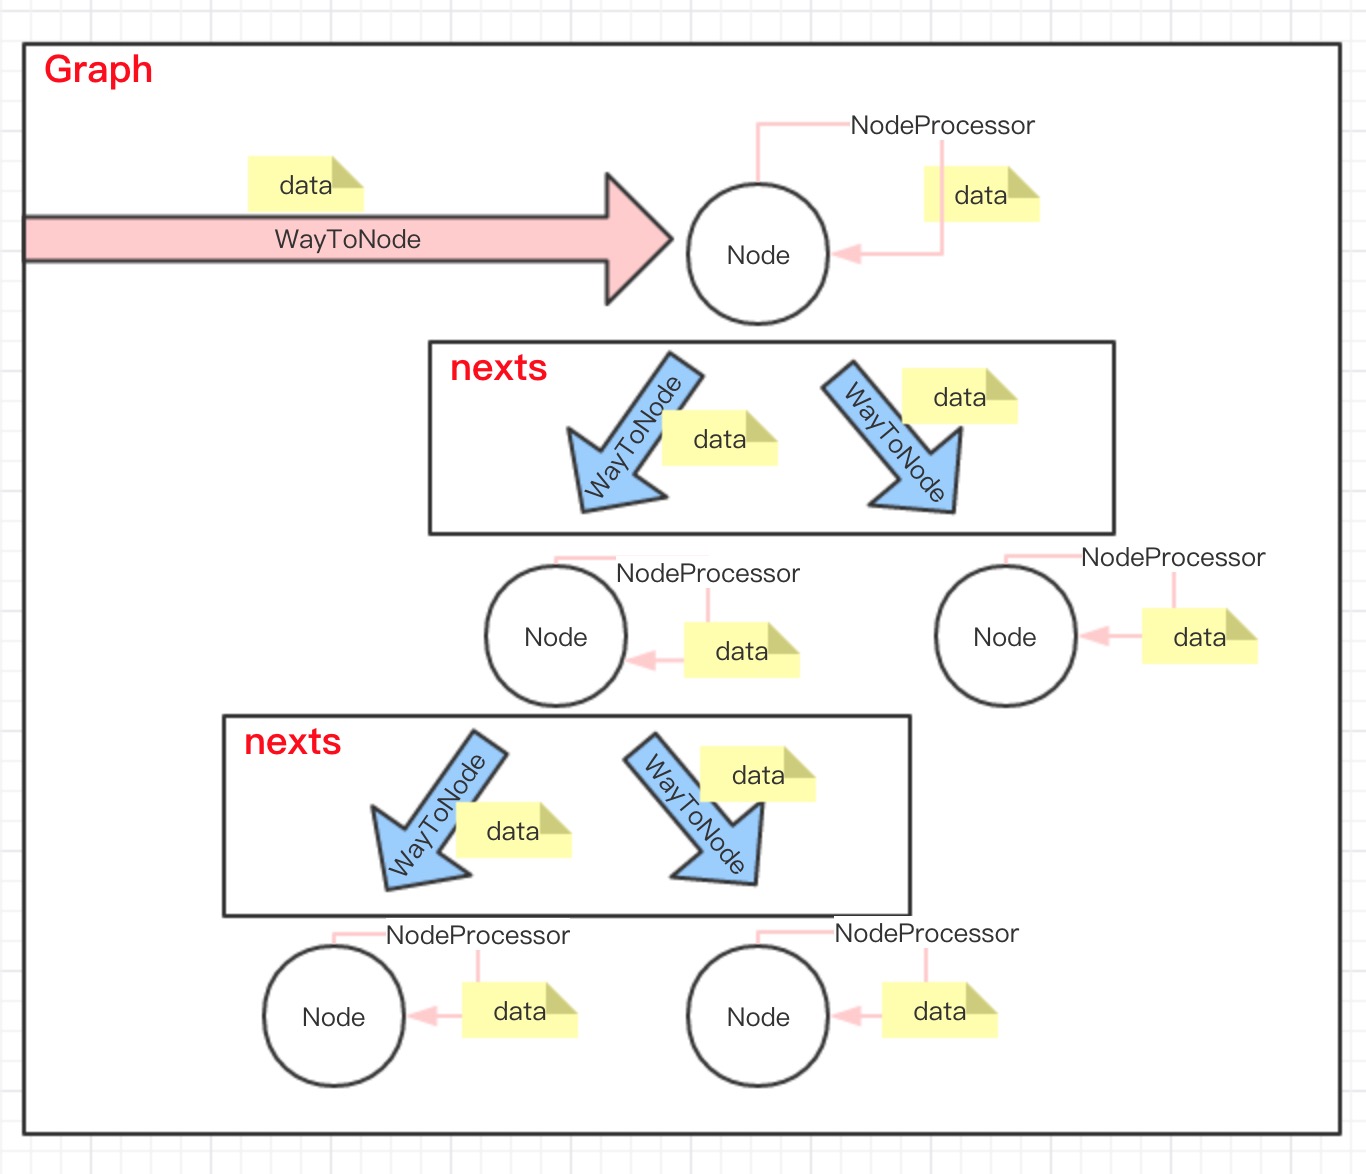 Graph
NodeProcessor
data
data
WayToNode
Node
nexts
WayToNode
data
WayToNode
data
NodeProcessor
NodeProcessor
Node
data
Node
data
nexts
WayToNode
data
WayToNode
data
NodeProcessor
NodeProcessor
Node
data
Node
data